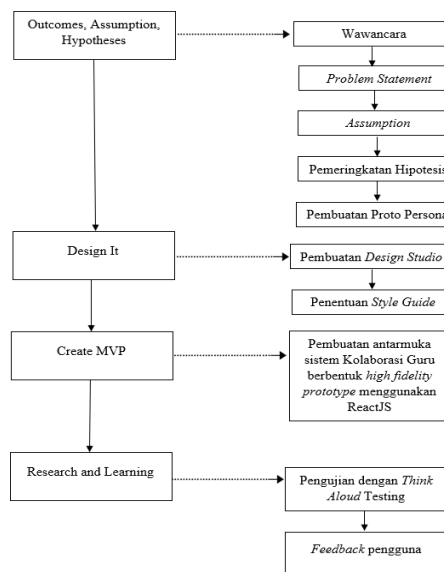 Outcomes, Assumption,
Hypotheses
Wawancara
Problem Statement
Assumption
Pemeringkatan Hipotesis
Pembuatan Proto Persona
Design It
Pembuatan Design Studio
Penentuan Style Guide
Create MVP
Pembuatan antarmuka
sistem Kolaborasi Guru
berbentuk high fidelity
prototype menggunakan
ReactJS
Research and Learning
Pengujian dengan Think
Aloud Testing
Feedback pengguna